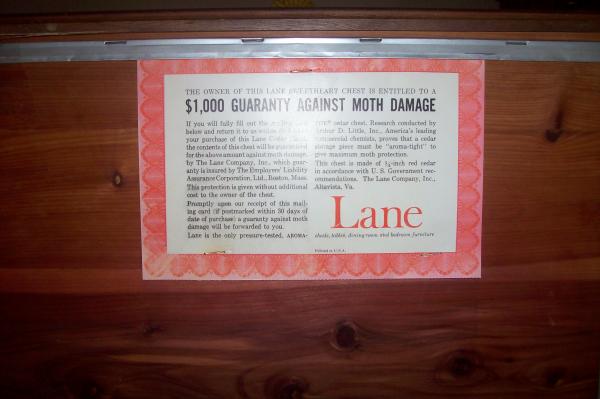 THE OWNER OF THIS LANE SWEETHEART CHEST IS ENTITLED TO A
$1,000 GUARANTY AGAINST MOTH DAMAGE
If you will fully fill out the
below and return it to us within
your purchase of this Lane Cedar
the contents of this chest will be guaranteed
for the above amount against moth damage,
by The Lane Company, Inc., which guar-
anty is insured by The Employers' Liability
Assurance Corporation, Ltd., Boston, Mass.
This protection is given without additional
cost to the owner of the chest.
Promptly upon our receipt of this mail-
ing card (if postmarked within 30 days of
date of purchase) a guaranty against moth
damage will be forwarded to you.
Lane is the only pressure-tested, AROMA-
cedar chest. Research conducted by
Arthur D. Little, Inc., America's leading
commercial chemists, proves that a cedar
storage piece must be "aroma-tight" to
give maximum moth protection.
This chest is made of ¾-inch red cedar
in accordance with U. S. Government rec-
ommendations. The Lane Company, Inc.,
Altavista, Va.
Lane
chests, tables, dining-room and bedroom furniture
Printed in U.S.A.